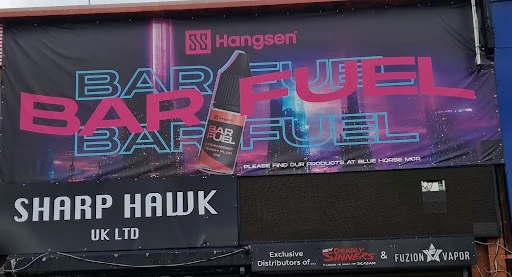 SS Hangsen®
BAR FUEL
BAR FUEL
BAR FUEL
BAR
FUEL
PLEASE FIND OUR PRODUCTS AT BLUE HORSE MCR
SHARP HAWK
UK LTD
Exclusive
Distributors of...
DEADLY
SINNERS
&
FUZION VAPOR